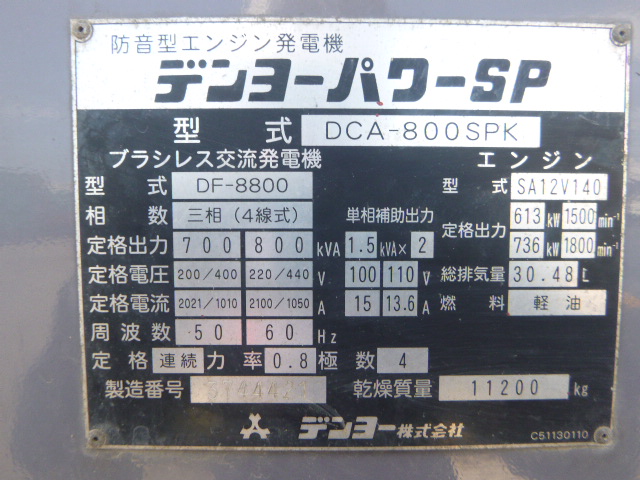 防音型エンジン発電機
デンヨーパワーSP
型 式 DCA-800SPK
ブラシレス交流発電機
型 式 DF-8800
相 数 三相(4線式)
定格出力 700 800 kVA
定格電圧 200/400 220/440 V
定格電流 2021/1010 2100/1050 A
周波数 50 60 Hz
定 格 連続 力 率 0.8 極 数 4
製造番号
単相補助出力
1.5 kVA× 2
100 110 V
15 13.6 A
エンジン
型 式 SA12V140
定格出力 613 kW 1500 min⁻¹
736 kW 1800 min⁻¹
総排気量 30.48 L
燃 料 軽油
乾燥質量 11200 kg
デンヨー株式会社
C51130110